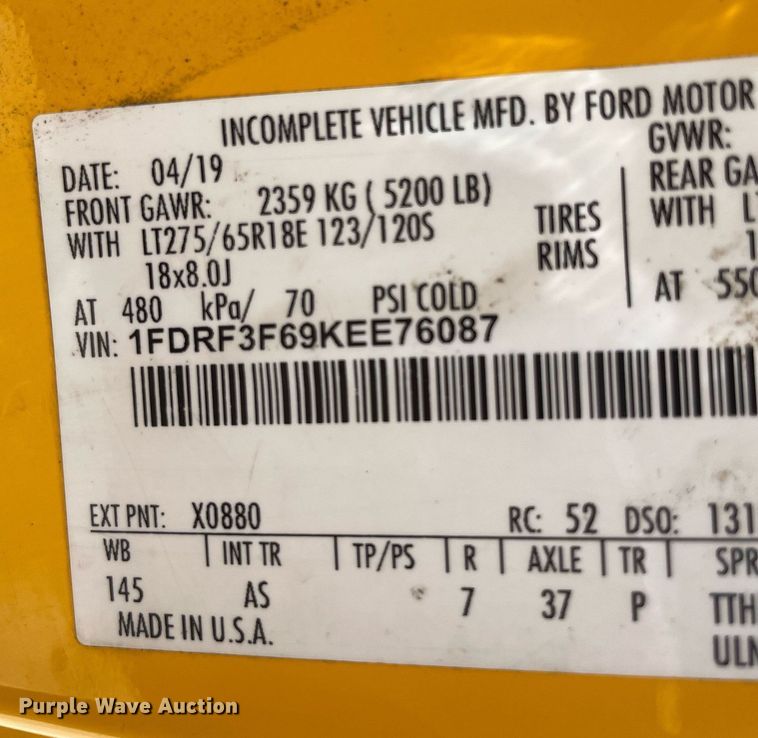 INCOMPLETE VEHICLE MFD. BY FORD MOTOR
DATE: 04/19 GVWR:
FRONT GAWR: 2359 KG ( 5200 LB) REAR GA
WITH LT275/65R18E 123/120S TIRES WITH L
18x8.0J RIMS 1
AT 480 kPa/ 70 PSI COLD AT 550
VIN: 1FDRF3F69KEE76087
EXT PNT: X0880 RC: 52 DSO: 131
WB INT TR TP/PS R AXLE TR SPR
145 AS 7 37 P TTH
MADE IN U.S.A. ULN
Purple Wave Auction